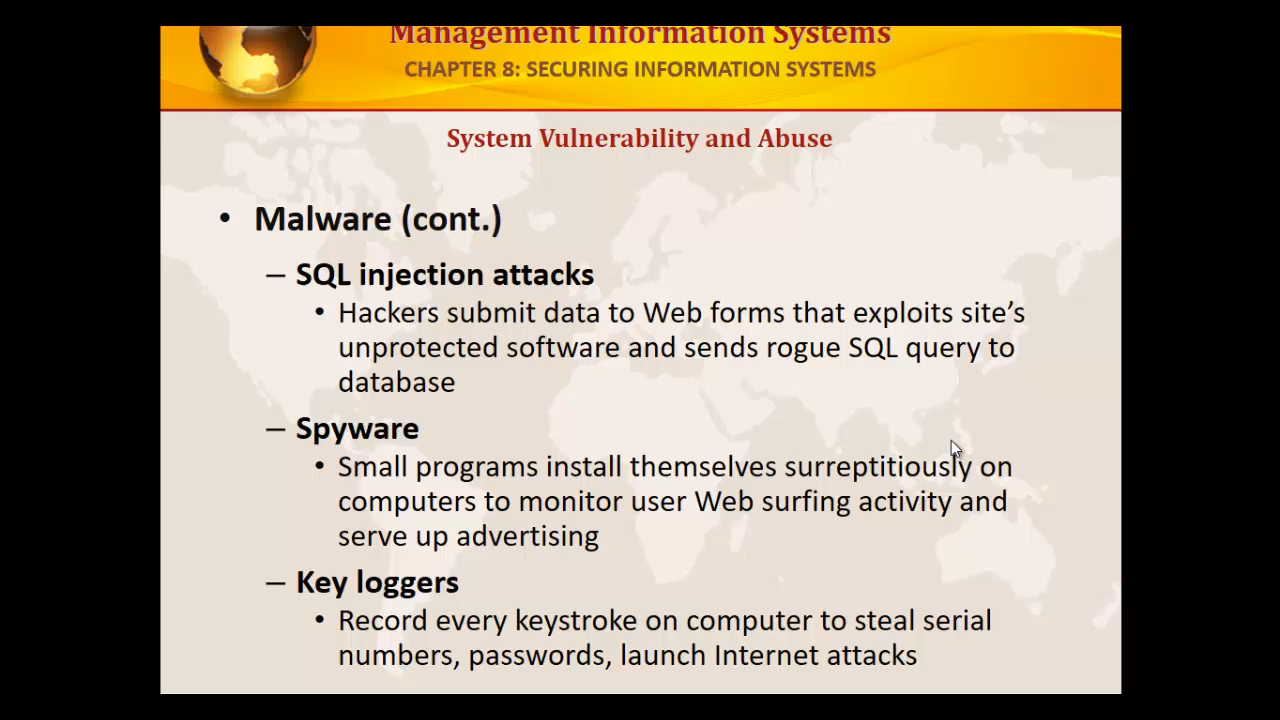 Management Information Systems
CHAPTER 8: SECURING INFORMATION SYSTEMS
System Vulnerability and Abuse
• Malware (cont.)
– SQL injection attacks
• Hackers submit data to Web forms that exploits site’s
unprotected software and sends rogue SQL query to
database
– Spyware
• Small programs install themselves surreptitiously on
computers to monitor user Web surfing activity and
serve up advertising
– Key loggers
• Record every keystroke on computer to steal serial
numbers, passwords, launch Internet attacks